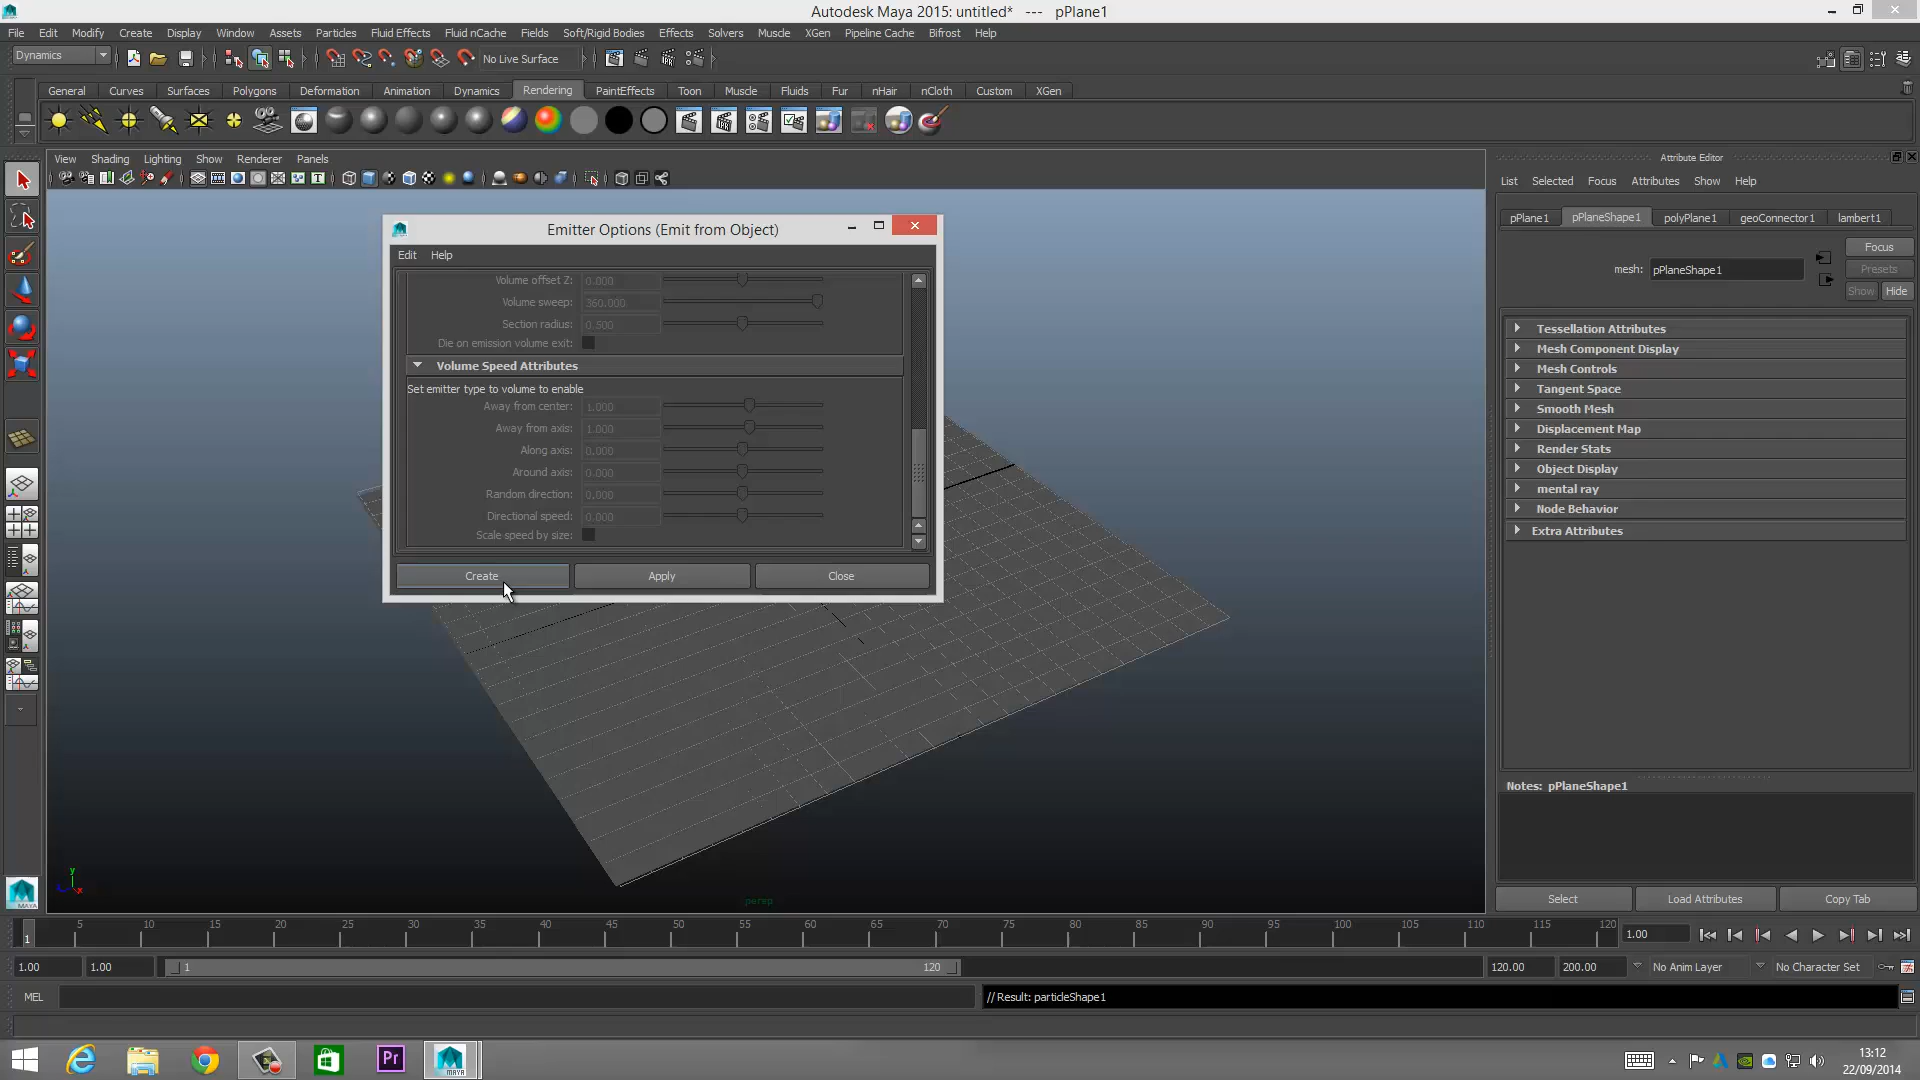 Autodesk Maya 2015: untitled* --- pPlane1
File Edit Modify Create Display Window Assets Particles Fluid Effects Fluid nCache Fields Soft/Rigid Bodies Effects Solvers Muscle XGen Pipeline Cache Bifrost Help
Dynamics No Live Surface
General Curves Surfaces Polygons Deformation Animation Dynamics Rendering PaintEffects Toon Muscle Fluids Fur nHair nCloth Custom XGen
View Shading Lighting Show Renderer Panels
Attribute Editor
List Selected Focus Attributes Show Help
pPlane1 pPlaneShape1 polyPlane1 geoConnector1 lambert1
Focus
mesh: pPlaneShape1 Presets
Show Hide
Tessellation Attributes
Mesh Component Display
Mesh Controls
Tangent Space
Smooth Mesh
Displacement Map
Render Stats
Object Display
mental ray
Node Behavior
Extra Attributes
Notes: pPlaneShape1
Select Load Attributes Copy Tab
Emitter Options (Emit from Object)
Edit Help
Volume offset Z: 0.000
Volume sweep: 360.000
Section radius: 0.500
Die on emission volume exit:
Volume Speed Attributes
Set emitter type to volume to enable
Away from center: 1.000
Away from axis: 1.000
Along axis: 0.000
Around axis: 0.000
Random direction: 0.000
Directional speed: 0.000
Scale speed by size:
Create Apply Close
y
x
persp
MAYA
1 5 10 15 20 25 30 35 40 45 50 55 60 65 70 75 80 85 90 95 100 105 110 115 120 1.00
1.00 1.00 1 120 120.00 200.00 No Anim Layer No Character Set
MEL // Result: particleShape1
Pr MAYA
13:12
22/09/2014